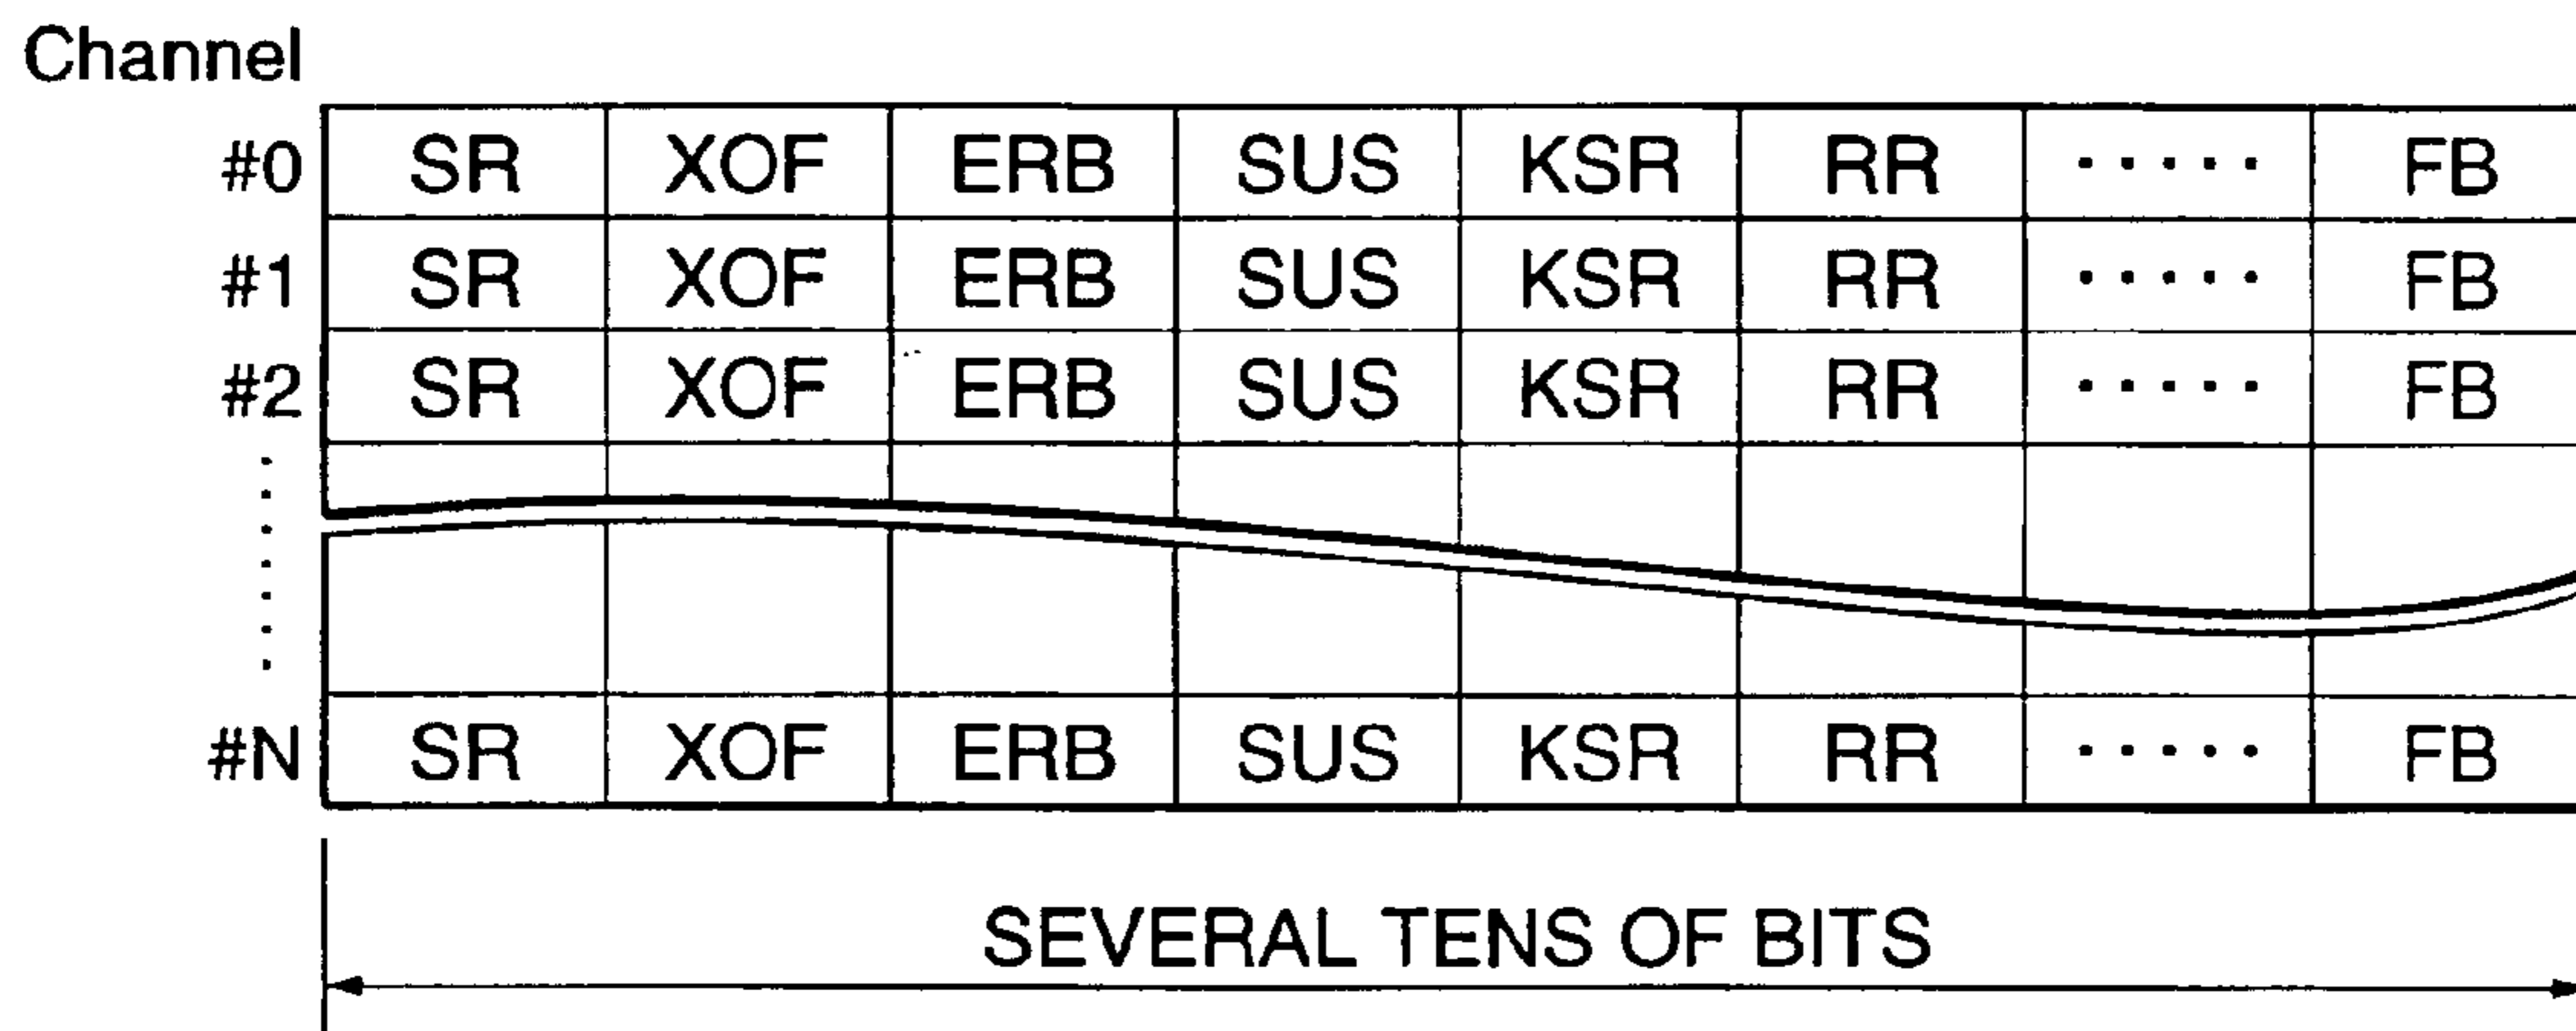 Channel
#0 SR XOF ERB SUS KSR RR ..... FB
#1 SR XOF ERB SUS KSR RR ..... FB
#2 SR XOF ERB SUS KSR RR ..... FB
#N SR XOF ERB SUS KSR RR ..... FB
SEVERAL TENS OF BITS